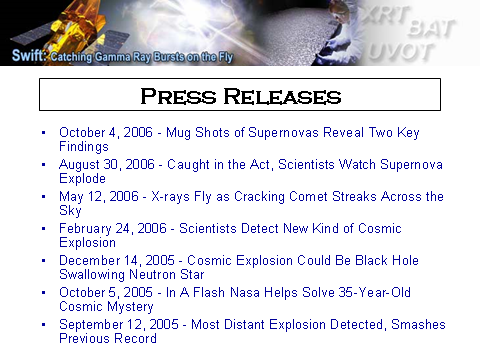 XRT
BAT
UVOT
Swift: Catching Gamma Ray Bursts on the Fly
Press Releases
• October 4, 2006 - Mug Shots of Supernovas Reveal Two Key
Findings
• August 30, 2006 - Caught in the Act, Scientists Watch Supernova
Explode
• May 12, 2006 - X-rays Fly as Cracking Comet Streaks Across the
Sky
• February 24, 2006 - Scientists Detect New Kind of Cosmic
Explosion
• December 14, 2005 - Cosmic Explosion Could Be Black Hole
Swallowing Neutron Star
• October 5, 2005 - In A Flash Nasa Helps Solve 35-Year-Old
Cosmic Mystery
• September 12, 2005 - Most Distant Explosion Detected, Smashes
Previous Record